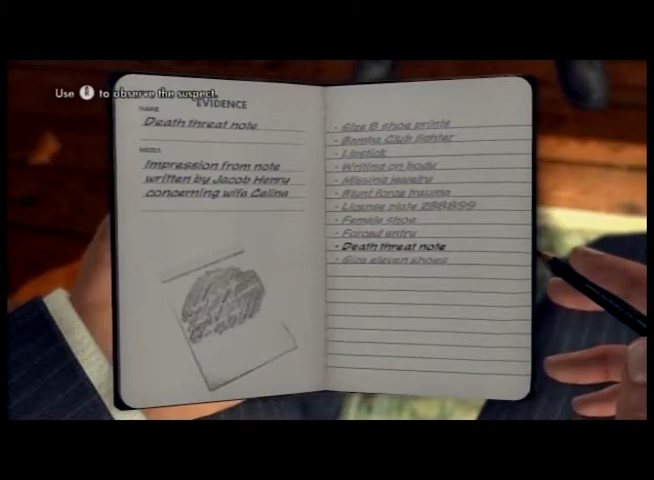 Use R to observe the suspect.
EVIDENCE
NAME
Death threat note
NOTES
Impression from note
written by Jacob Henry
concerning wife Celina
- Size 8 shoe prints
- Bamba Club lighter
- Lipstick
- Writing on body
- Missing jewelry
- Blunt force trauma
- License plate 2B8899
- Female shoe
- Forced entry
- Death threat note
- Size eleven shoes